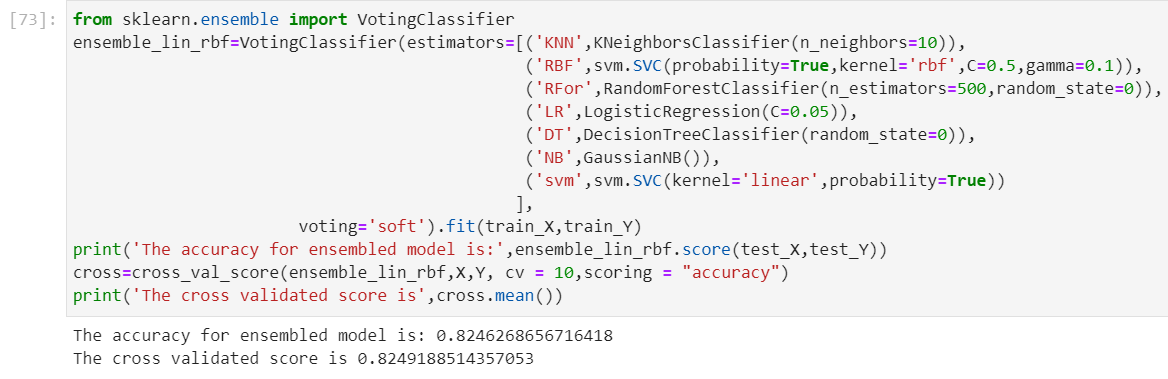 [73]: from sklearn.ensemble import VotingClassifier
ensemble_lin_rbf=VotingClassifier(estimators=[('KNN',KNeighborsClassifier(n_neighbors=10)),
('RBF',svm.SVC(probability=True,kernel='rbf',C=0.5,gamma=0.1)),
('RFor',RandomForestClassifier(n_estimators=500,random_state=0)),
('LR',LogisticRegression(C=0.05)),
('DT',DecisionTreeClassifier(random_state=0)),
('NB',GaussianNB()),
('svm',svm.SVC(kernel='linear',probability=True))
],
voting='soft').fit(train_X,train_Y)
print('The accuracy for ensembled model is:',ensemble_lin_rbf.score(test_X,test_Y))
cross=cross_val_score(ensemble_lin_rbf,X,Y, cv = 10,scoring = "accuracy")
print('The cross validated score is',cross.mean())
The accuracy for ensembled model is: 0.8246268656716418
The cross validated score is 0.8249188514357053